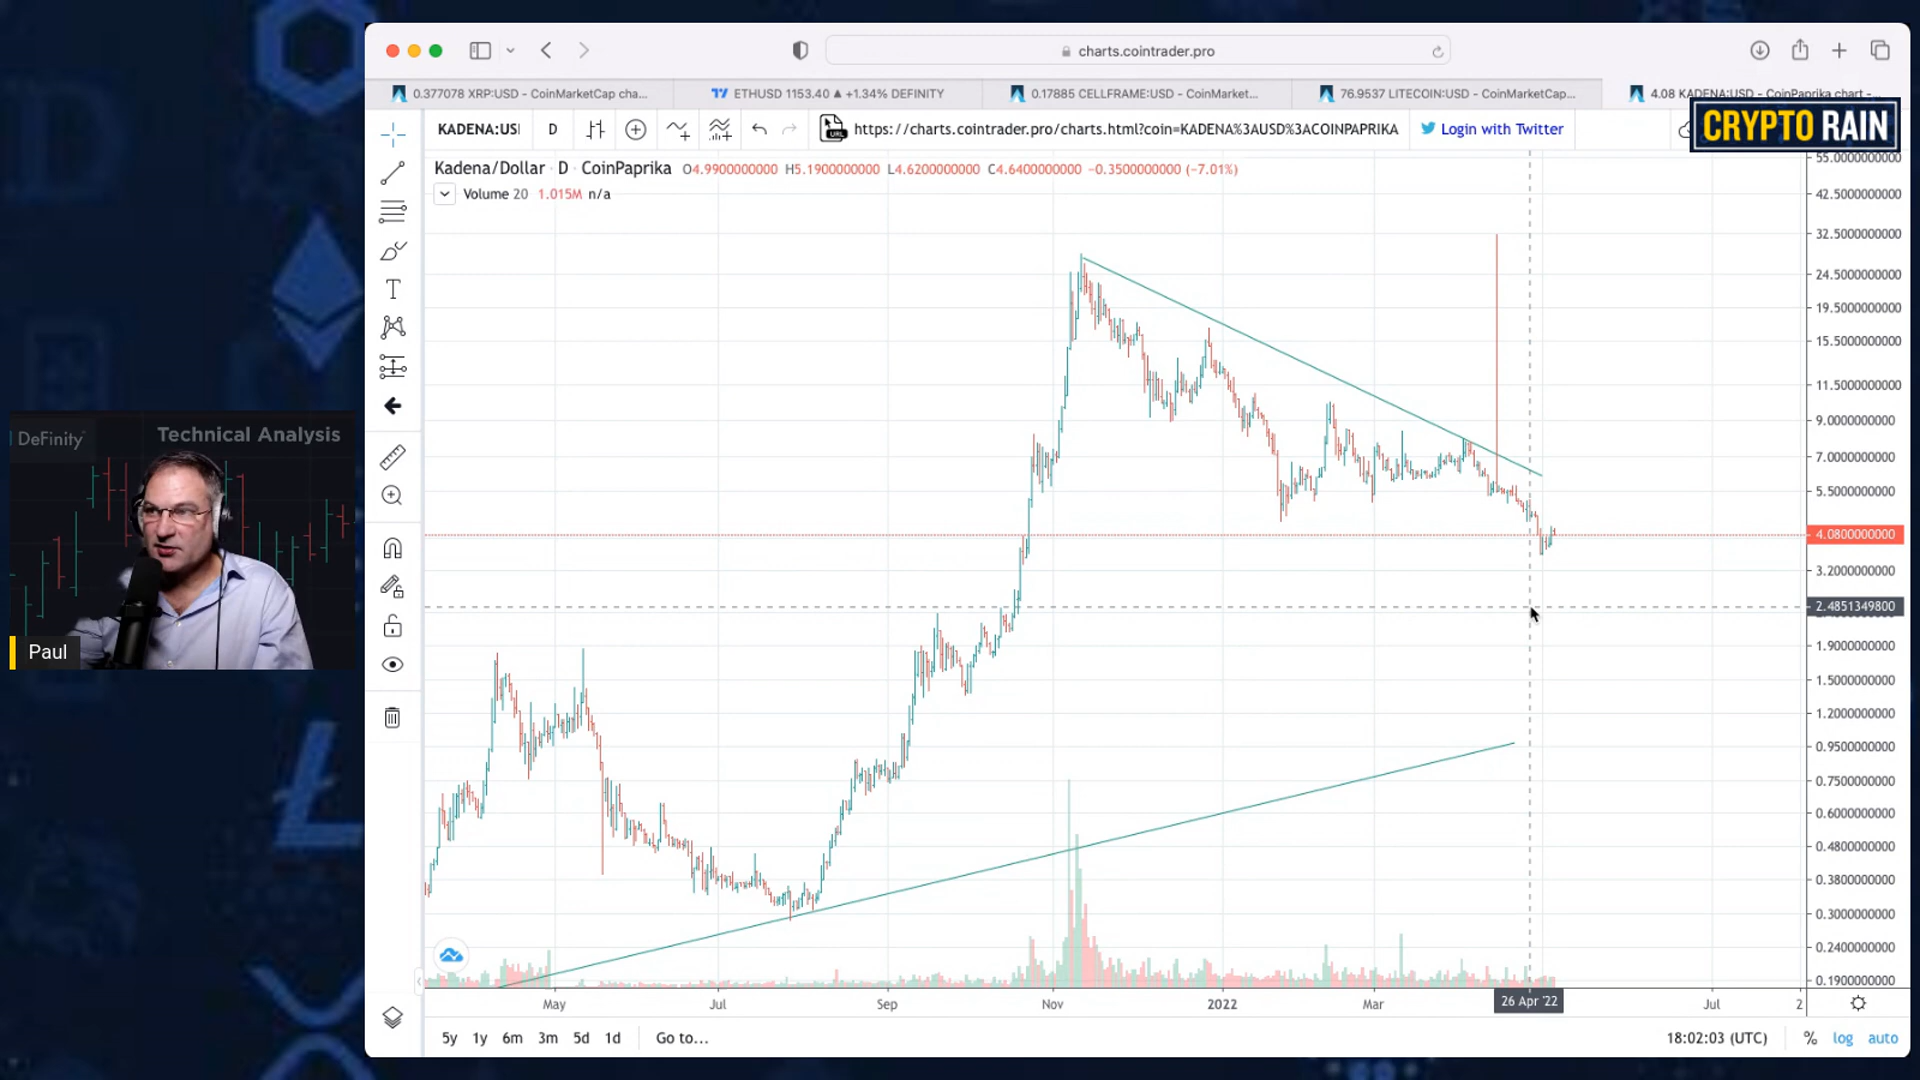 charts.cointrader.pro
0.377078 XRP:USD - CoinMarketCap cha...
ETHUSD 1153.40 ▲ +1.34% DEFINITY
0.17885 CELLFRAME:USD - CoinMarket...
76.9537 LITECOIN:USD - CoinMarketCap...
4.08 KADENA:USD - CoinPaprika chart -...
CRYPTO RAIN
KADENA:US
D
URL
https://charts.cointrader.pro/charts.html?coin=KADENA%3AUSD%3ACOINPAPRIKA
Login with Twitter
Kadena/Dollar · D · CoinPaprika O4.9900000000 H5.1900000000 L4.6200000000 C4.6400000000 -0.3500000000 (-7.01%)
Volume 20 1.015M n/a
55.0000000000
42.5000000000
32.5000000000
24.5000000000
19.5000000000
15.5000000000
11.5000000000
9.0000000000
7.0000000000
5.5000000000
4.0800000000
3.2000000000
2.4851349800
1.9000000000
1.5000000000
1.2000000000
0.9500000000
0.7500000000
0.6000000000
0.4800000000
0.3800000000
0.3000000000
0.2400000000
0.1900000000
DeFinity
Technical Analysis
Paul
May Jul Sep Nov 2022 Mar 26 Apr '22 Jul 2
5y 1y 6m 3m 5d 1d Go to... 18:02:03 (UTC) % log auto